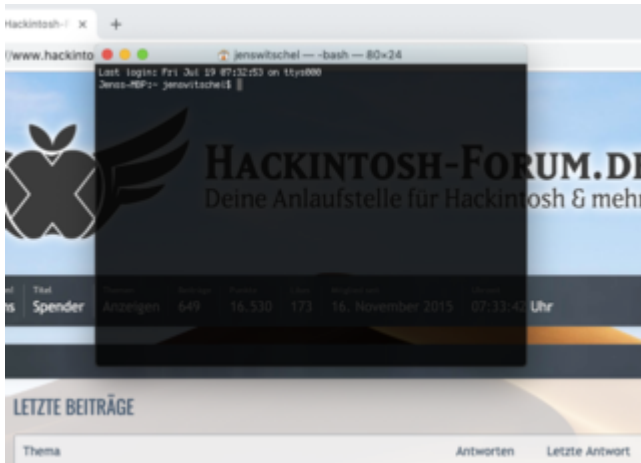 Hackintosh-F × +
/www.hackinto
jenswitschel — -bash — 80×24
Last login: Fri Jul 19 07:32:53 on ttys000
Jenss-MBP:~ jenswitschel$
HACKINTOSH-FORUM.DE
Deine Anlaufstelle für Hackintosh & mehr
Titel
Spender Anzeigen 649 16.530 173 16. November 2015 07:33:42 Uhr
LETZTE BEITRÄGE
Thema Antworten Letzte Antwort